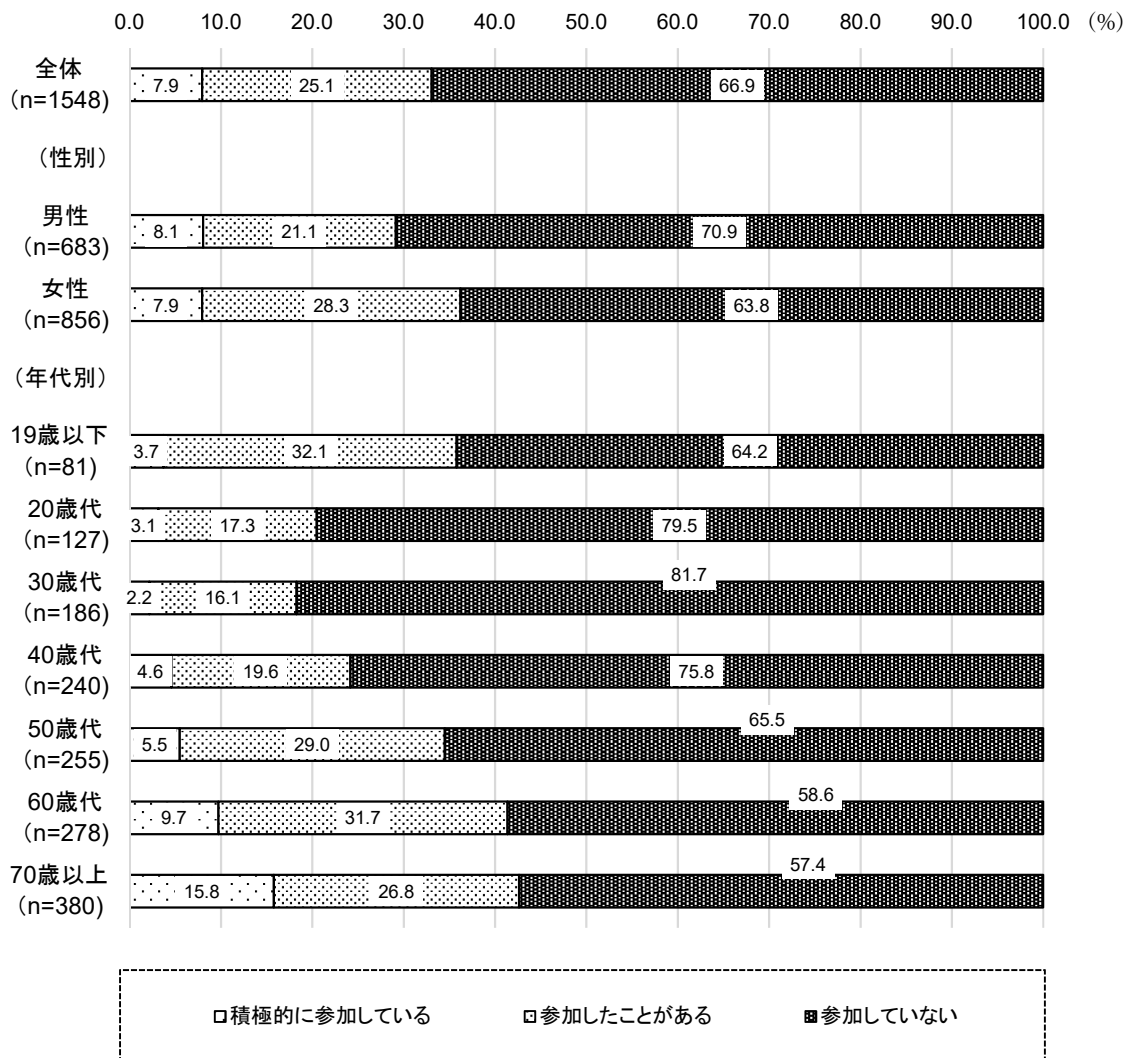 0.0 10.0 20.0 30.0 40.0 50.0 60.0 70.0 80.0 90.0 100.0 (%)
全体
(n=1548)
7.9 25.1 66.9
（性別）
男性
(n=683)
8.1 21.1 70.9
女性
(n=856)
7.9 28.3 63.8
（年代別）
19歳以下
(n=81)
3.7 32.1 64.2
20歳代
(n=127)
3.1 17.3 79.5
30歳代
(n=186)
2.2 16.1 81.7
40歳代
(n=240)
4.6 19.6 75.8
50歳代
(n=255)
5.5 29.0 65.5
60歳代
(n=278)
9.7 31.7 58.6
70歳以上
(n=380)
15.8 26.8 57.4
積極的に参加している 参加したことがある 参加していない